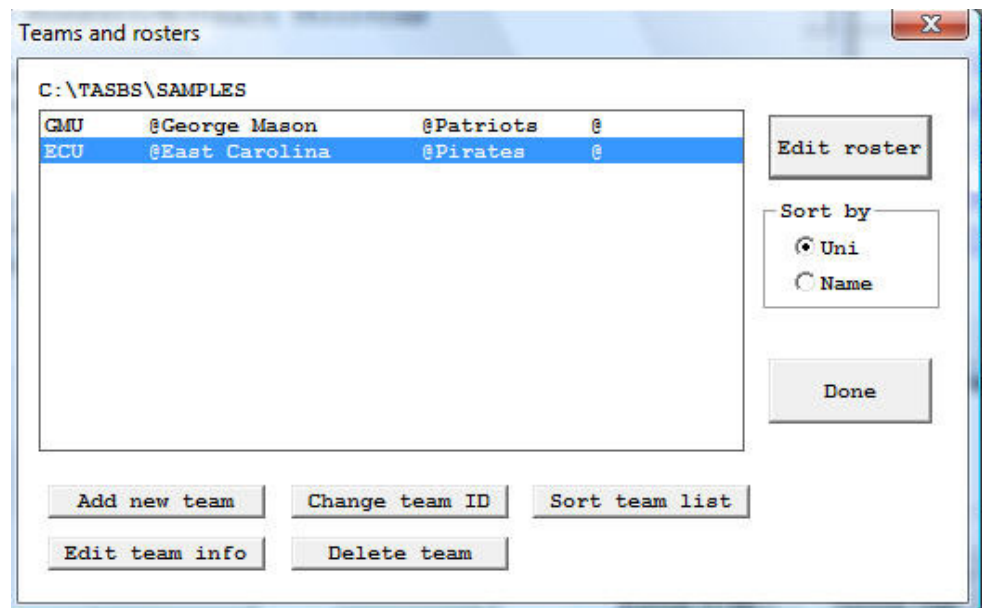 Teams and rosters
C:\TASBS\SAMPLES
GMU @George Mason @Patriots @
ECU @East Carolina @Pirates @
Edit roster
Sort by
Uni
Name
Done
Add new team Change team ID Sort team list
Edit team info Delete team